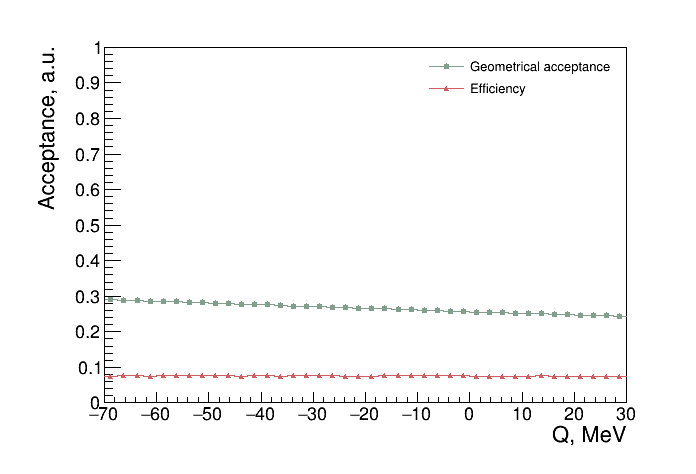 Acceptance, a.u.
1
0.9
0.8
0.7
0.6
0.5
0.4
0.3
0.2
0.1
0
Geometrical acceptance
Efficiency
−70 −60 −50 −40 −30 −20 −10 0 10 20 30
Q, MeV